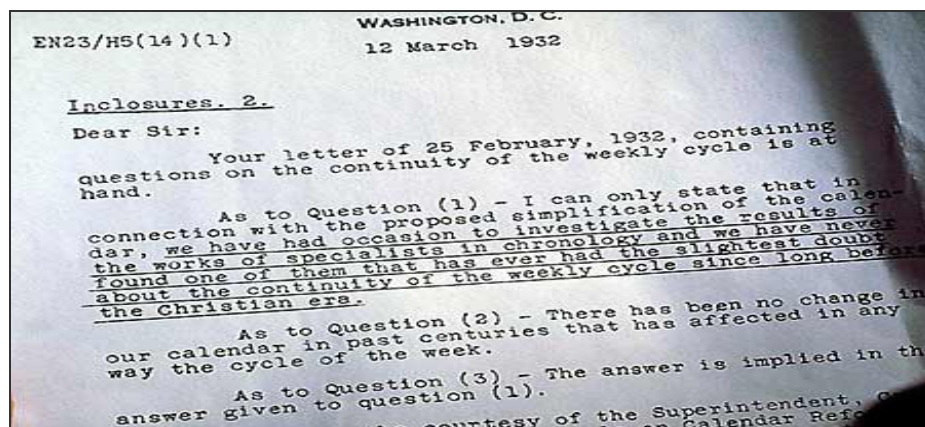 WASHINGTON, D. C.
EN23/H5(14)(1)
12 March 1932
Inclosures. 2.
Dear Sir:
Your letter of 25 February, 1932, containing
questions on the continuity of the weekly cycle is at
hand.
As to Question (1) - I can only state that in
connection with the proposed simplification of the calen-
dar, we have had occasion to investigate the results of
the works of specialists in chronology and we have never
found one of them that has ever had the slightest doubt
about the continuity of the weekly cycle since long before
the Christian era.
As to Question (2) - There has been no change in
our calendar in past centuries that has affected in any
way the cycle of the week.
As to Question (3) - The answer is implied in th
answer given to question (1).
courtesy of the Superintendent,
Calendar Refo